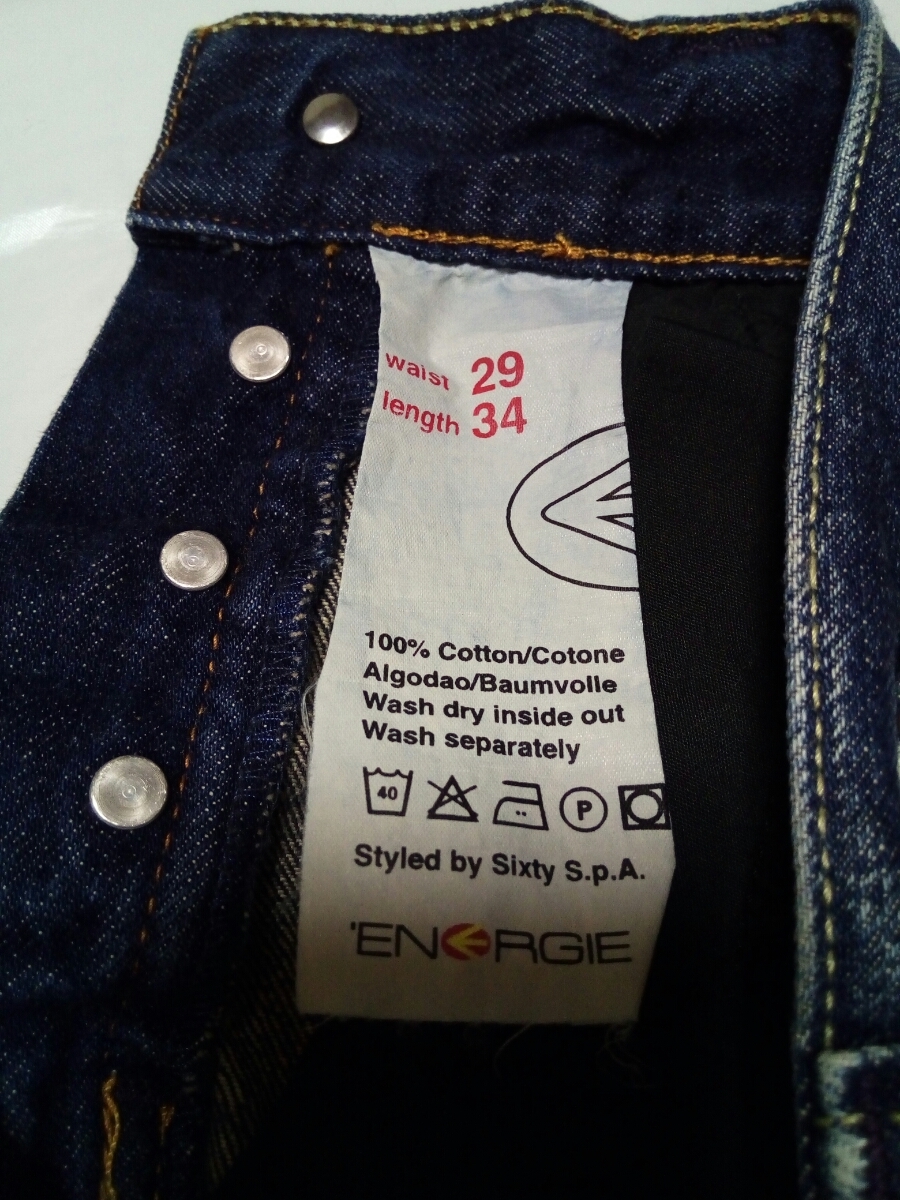 waist 29
length 34
100% Cotton/Cotone
Algodao/Baumvolle
Wash dry inside out
Wash separately
40
P
Styled by Sixty S.p.A.
'ENERGIE